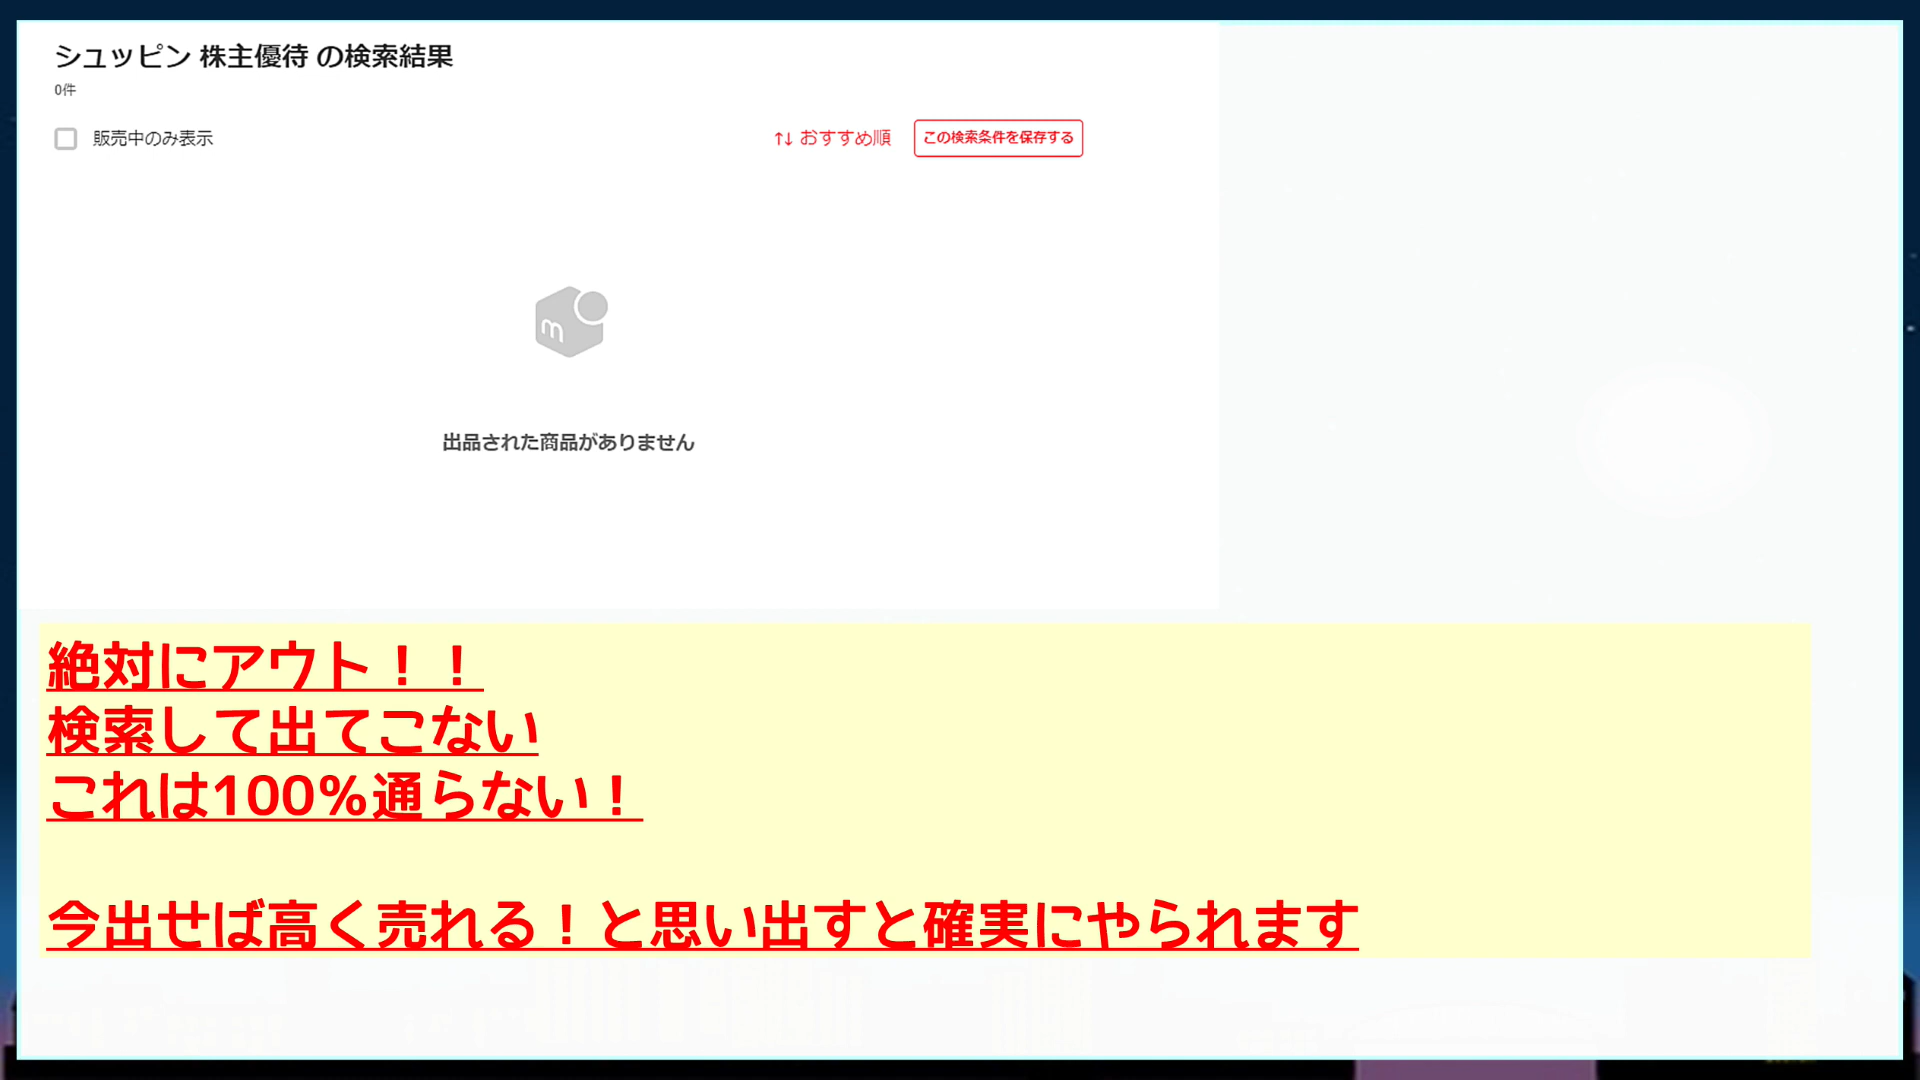 シュッピン 株主優待 の検索結果
0件
販売中のみ表示
↑↓ おすすめ順
この検索条件を保存する
m
出品された商品がありません
絶対にアウト！！
検索して出てこない
これは100％通らない！
今出せば高く売れる！と思い出すと確実にやられます